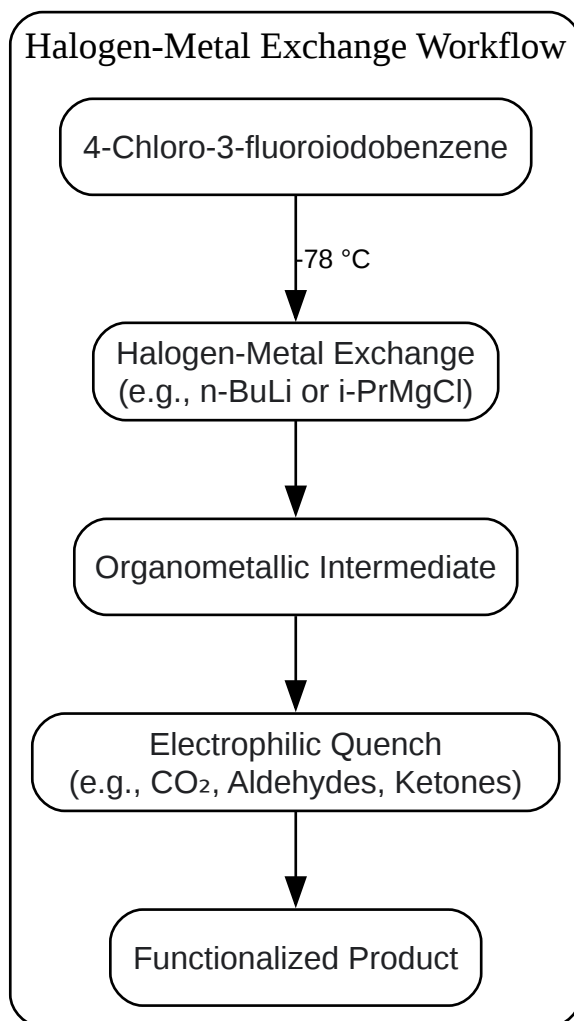 Halogen-Metal Exchange Workflow
4-Chloro-3-fluoroiodobenzene
-78 °C
Halogen-Metal Exchange
(e.g., n-BuLi or i-PrMgCl)
Organometallic Intermediate
Electrophilic Quench
(e.g., CO₂, Aldehydes, Ketones)
Functionalized Product